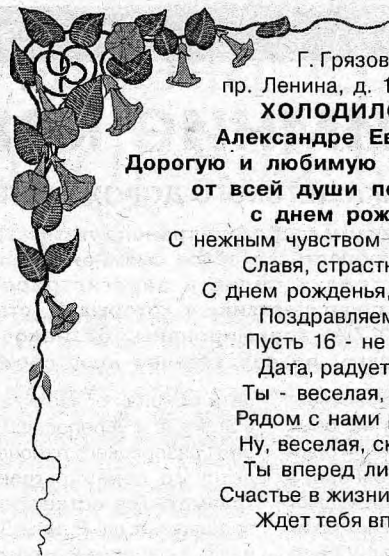 Г. Грязов
пр. Ленина, д. 1
ХОЛОДИЛ
Александре Ев
Дорогую и любимую
от всей души по
с днем рож
С нежным чувством
Славя, страстн
С днем рожденья,
Поздравляем
Пусть 16 - не
Дата, радует
Ты - веселая,
Рядом с нами
Ну, веселая, ск
Ты вперед ли
Счастье в жизни
Ждет тебя вп